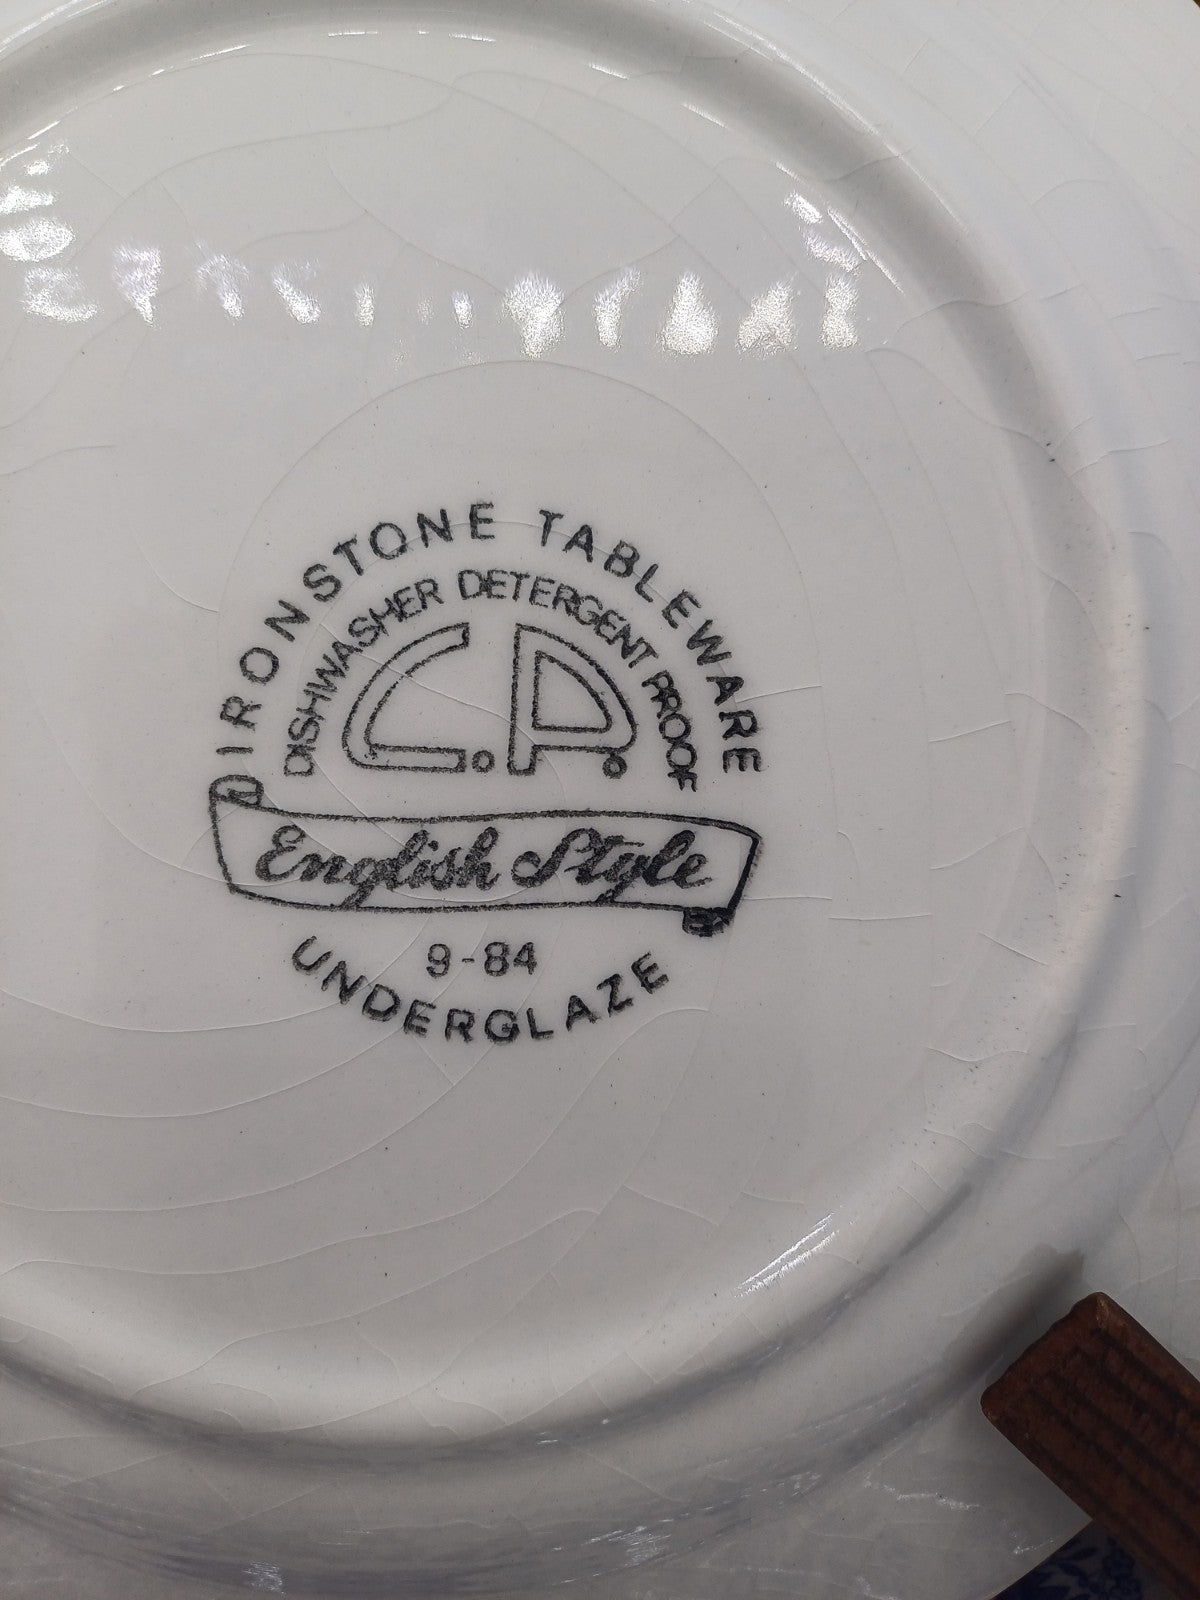 IRONSTONE TABLEWARE
DISHWASHER DETERGENT PROOF
C.P.
English Style
9-84
UNDERGLAZE